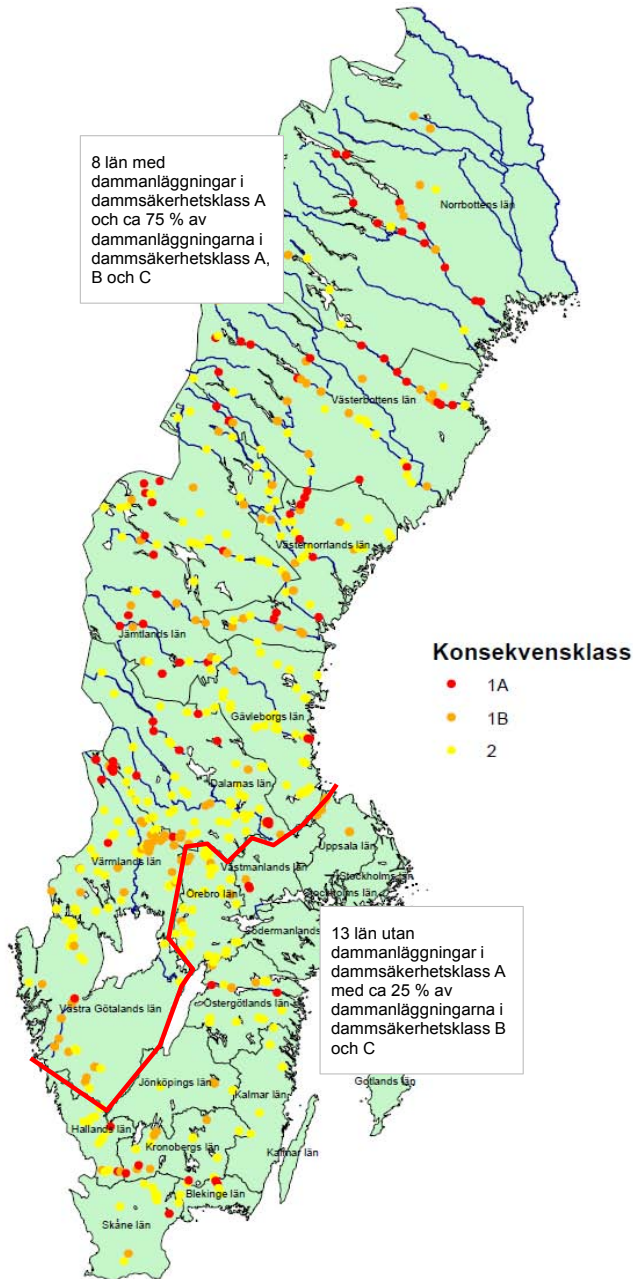 8 län med
dammanläggningar i
dammsäkerhetsklass A
och ca 75 % av
dammanläggningarna i
dammsäkerhetsklass A,
B och C
Norrbottens län
Västerbottens län
Västernorrlands län
Jämtlands län
Konsekvensklass
1A
1B
2
Gävleborgs län
Dalarnas län
Uppsala län
Värmlands län
Västmanlands län
Stockholms län
Stockholms län
Örebro län
Södermanlands
13 län utan
dammanläggningar i
dammsäkerhetsklass A
med ca 25 % av
dammanläggningarna i
dammsäkerhetsklass B
och C
Östergötlands län
Västra Götalands län
Jönköpings län
Gotlands län
Kalmar län
Hallands län
Kronobergs län
Kalmar län
Blekinge län
Skåne län